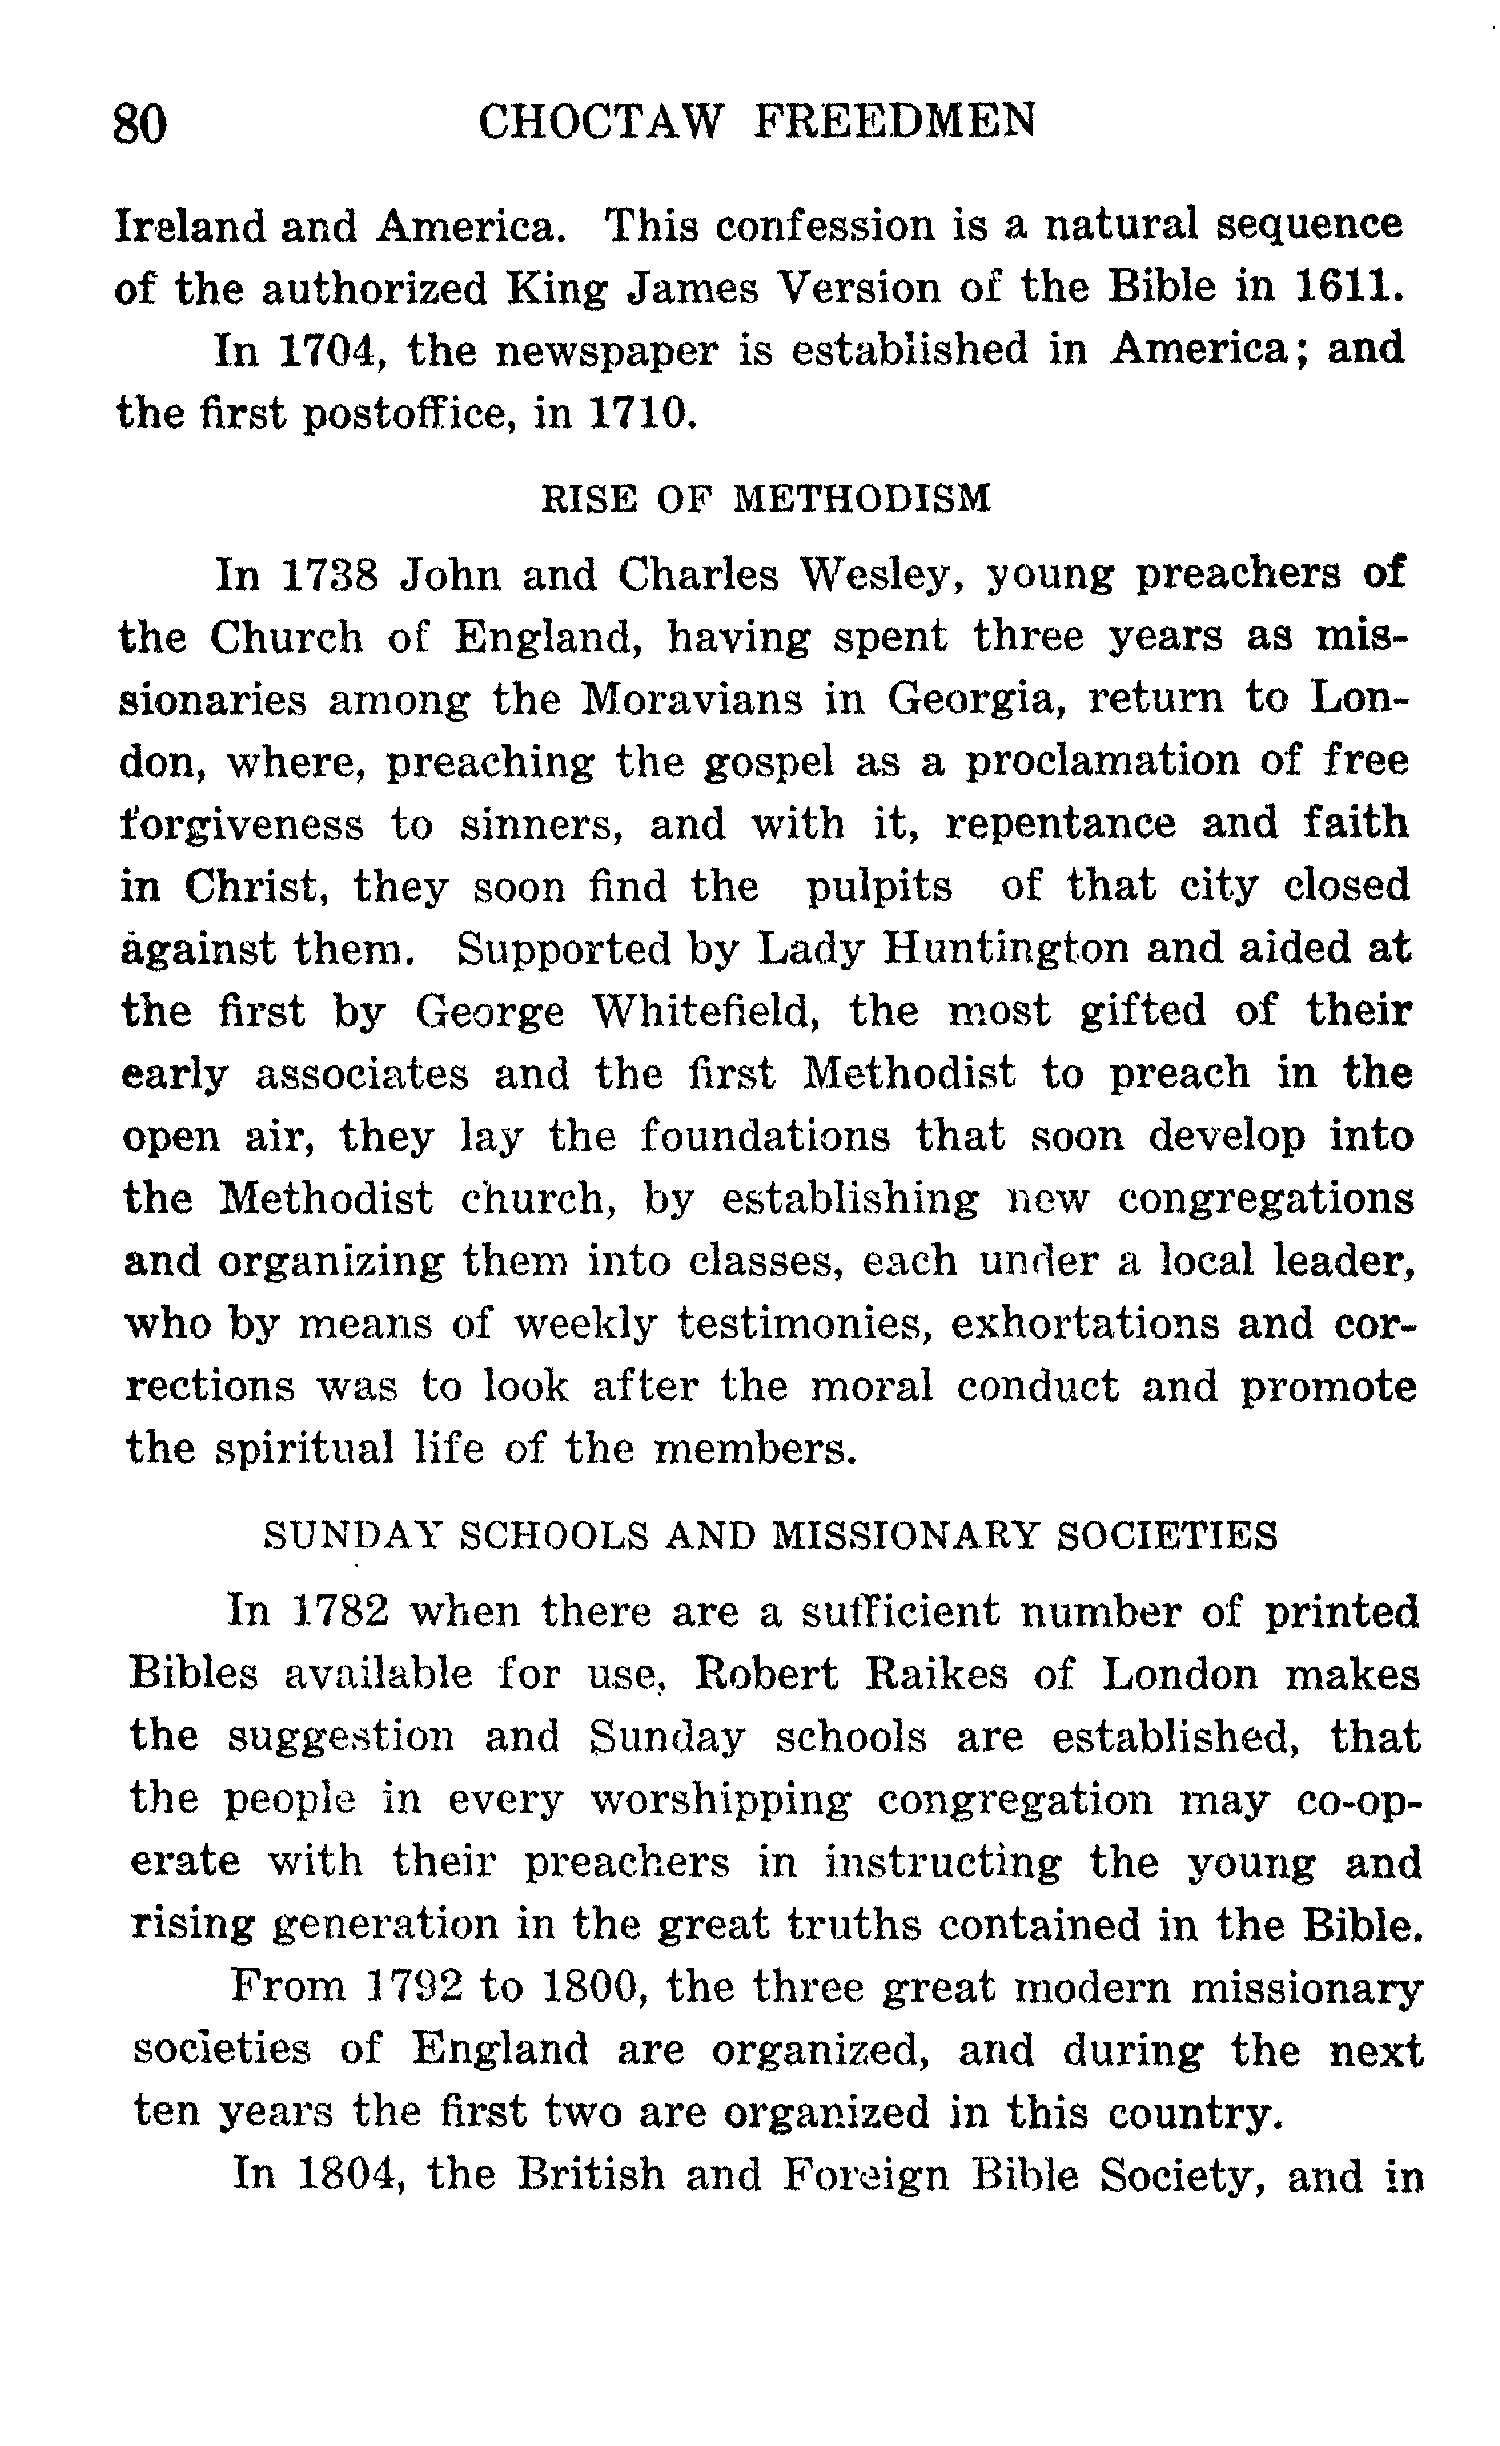 80 CHOCTAW FREEDMEN
Ireland and America. This confession is a natural sequence
of the authorized King James Version of the Bible in 1611.
In 1704, the newspaper is established in America; and
the first postoffice, in 1710.
RISE OF METHODISM
In 1738 John and Charles Wesley, young preachers of
the Church of England, having spent three years as mis-
sionaries among the Moravians in Georgia, return to Lon-
don, where, preaching the gospel as a proclamation of free
forgiveness to sinners, and with it, repentance and faith
in Christ, they soon find the pulpits of that city closed
against them. Supported by Lady Huntington and aided at
the first by George Whitefield, the most gifted of their
early associates and the first Methodist to preach in the
open air, they lay the foundations that soon develop into
the Methodist church, by establishing new congregations
and organizing them into classes, each under a local leader,
who by means of weekly testimonies, exhortations and cor-
rections was to look after the moral conduct and promote
the spiritual life of the members.
SUNDAY SCHOOLS AND MISSIONARY SOCIETIES
In 1782 when there are a sufficient number of printed
Bibles available for use, Robert Raikes of London makes
the suggestion and Sunday schools are established, that
the people in every worshipping congregation may co-op-
erate with their preachers in instructing the young and
rising generation in the great truths contained in the Bible.
From 1792 to 1800, the three great modern missionary
societies of England are organized, and during the next
ten years the first two are organized in this country.
In 1804, the British and Foreign Bible Society, and in